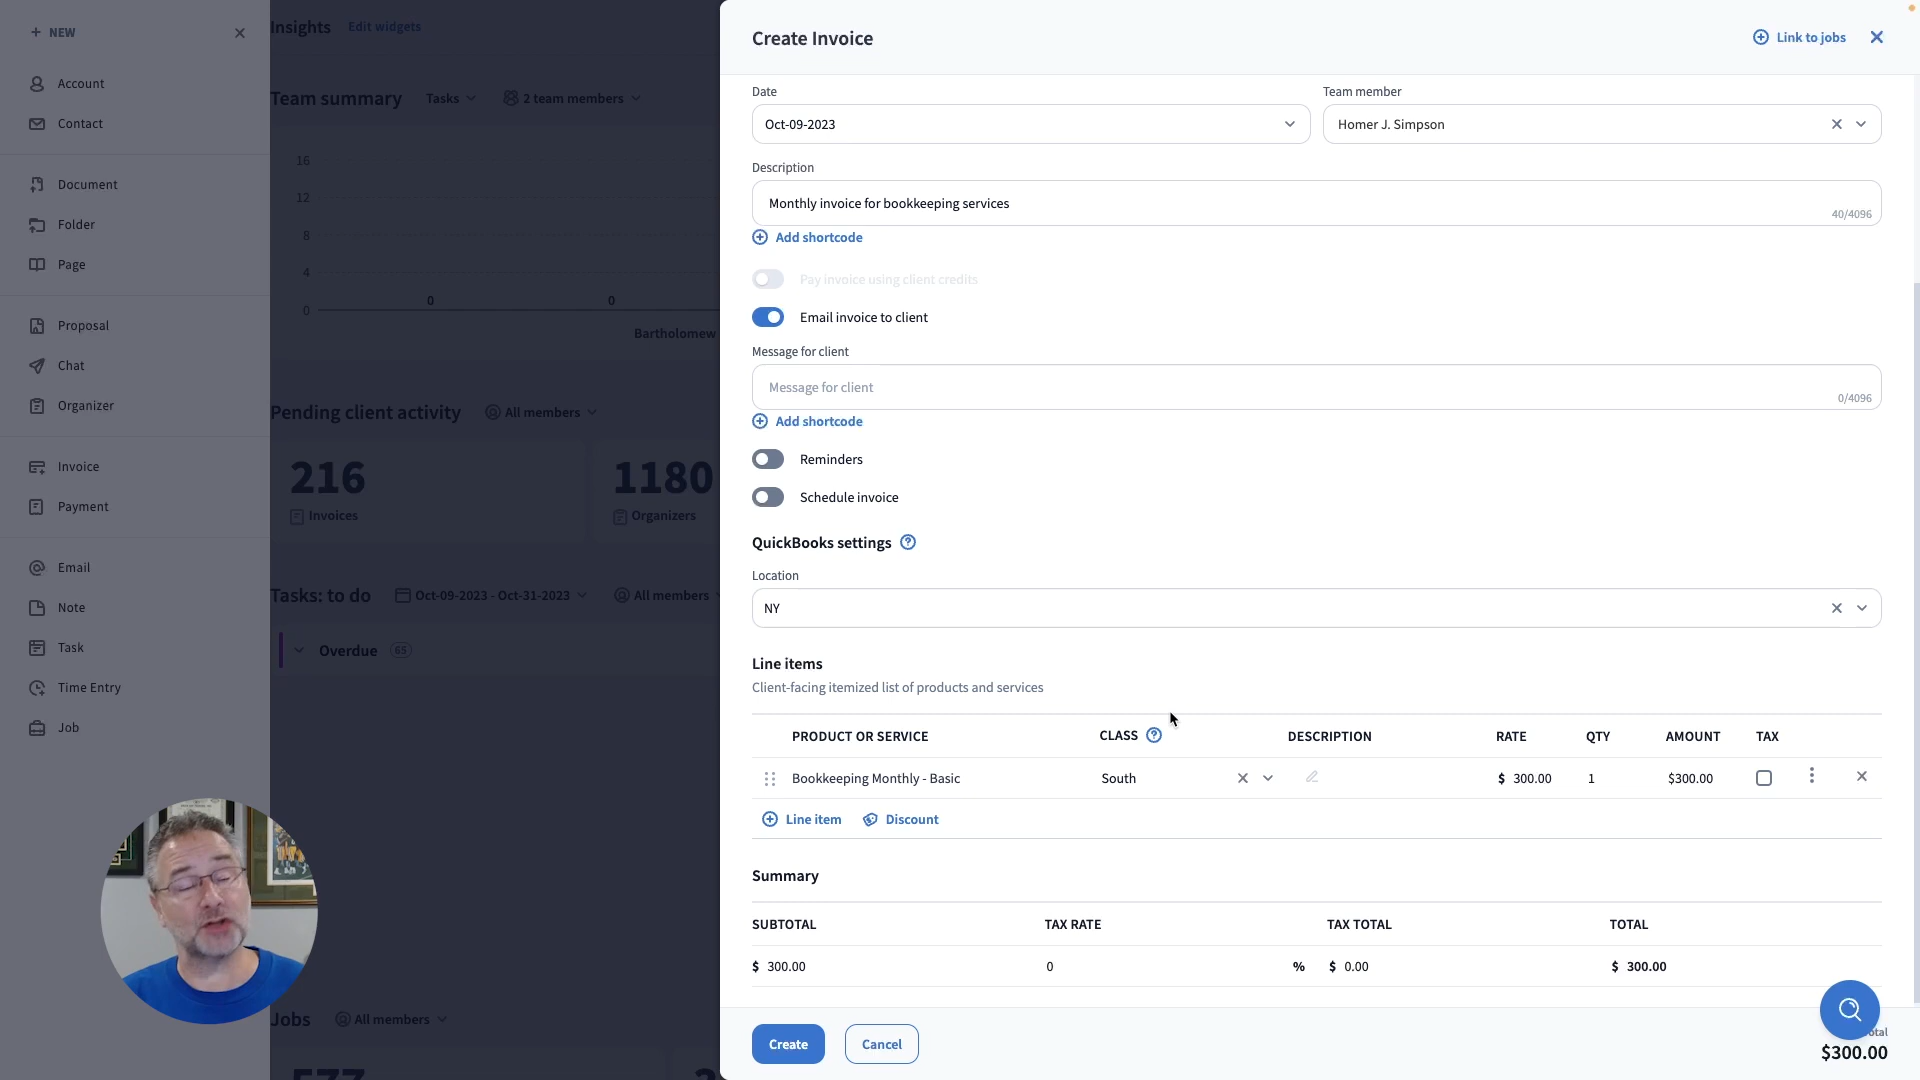 NEW
Account
Contact
Document
Folder
Page
Proposal
Chat
Organizer
Invoice
Payment
Email
Note
Task
Time Entry
Job
Insights Edit widgets
Team summary Tasks 2 team members
16
12
8
4
0
0 0
Bartholomew
Pending client activity All members
216 1180
Invoices Organizers
Tasks: to do Oct-09-2023 - Oct-31-2023 All members
Overdue 65
Jobs All members
Create Invoice Link to jobs
Date Team member
Oct-09-2023 Homer J. Simpson
Description
Monthly invoice for bookkeeping services
40/4096
Add shortcode
Pay invoice using client credits
Email invoice to client
Message for client
Message for client
0/4096
Add shortcode
Reminders
Schedule invoice
QuickBooks settings
Location
NY
Line items
Client-facing itemized list of products and services
PRODUCT OR SERVICE CLASS DESCRIPTION RATE QTY AMOUNT TAX
Bookkeeping Monthly - Basic South $ 300.00 1 $300.00
Line item Discount
Summary
SUBTOTAL TAX RATE TAX TOTAL TOTAL
$ 300.00 0 % $ 0.00 $ 300.00
Create Cancel
$300.00